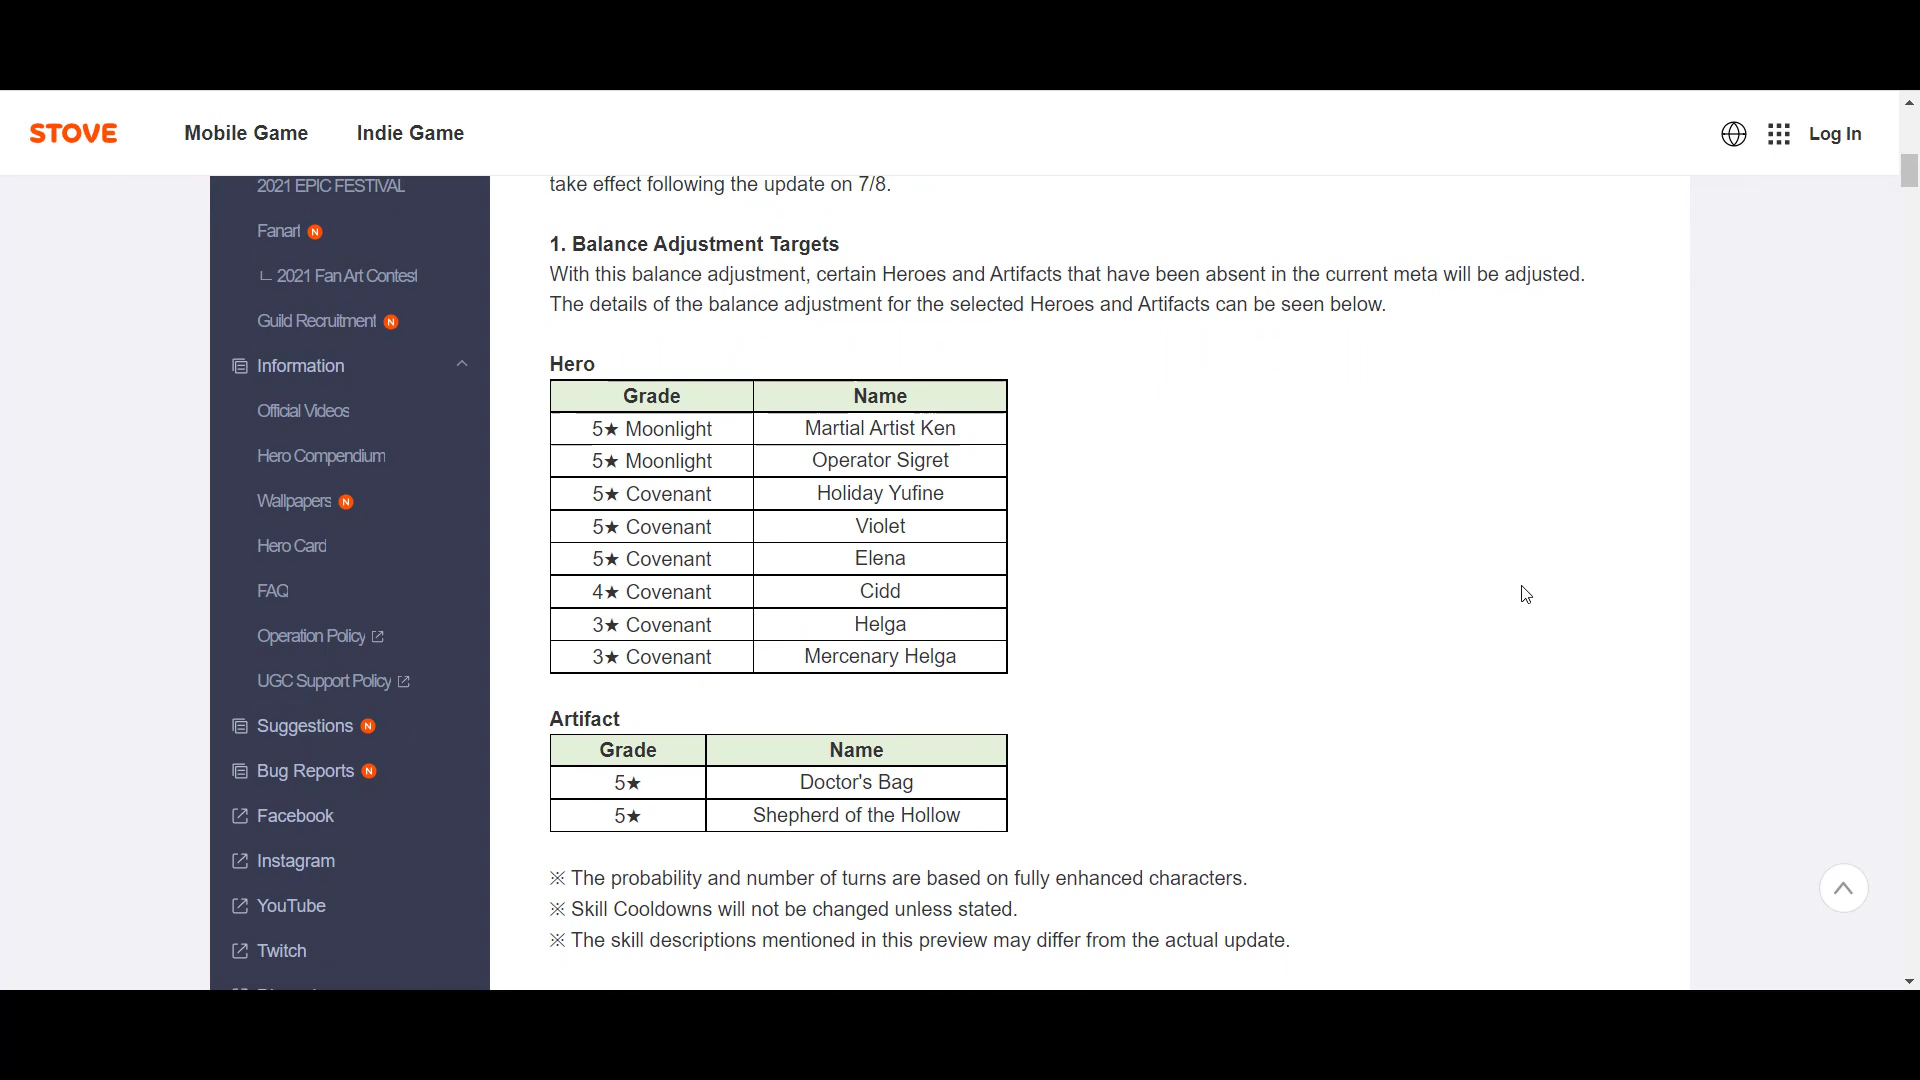 STOVE
Mobile Game
Indie Game
Log In
2021 EPIC FESTIVAL
Fanart N
2021 Fan Art Contest
Guild Recruitment N
Information
Official Videos
Hero Compendium
Wallpapers N
Hero Card
FAQ
Operation Policy
UGC Support Policy
Suggestions N
Bug Reports N
Facebook
Instagram
YouTube
Twitch
take effect following the update on 7/8.
1. Balance Adjustment Targets
With this balance adjustment, certain Heroes and Artifacts that have been absent in the current meta will be adjusted.
The details of the balance adjustment for the selected Heroes and Artifacts can be seen below.
Hero
Grade Name
5★ Moonlight Martial Artist Ken
5★ Moonlight Operator Sigret
5★ Covenant Holiday Yufine
5★ Covenant Violet
5★ Covenant Elena
4★ Covenant Cidd
3★ Covenant Helga
3★ Covenant Mercenary Helga
Artifact
Grade Name
5★ Doctor's Bag
5★ Shepherd of the Hollow
※ The probability and number of turns are based on fully enhanced characters.
※ Skill Cooldowns will not be changed unless stated.
※ The skill descriptions mentioned in this preview may differ from the actual update.